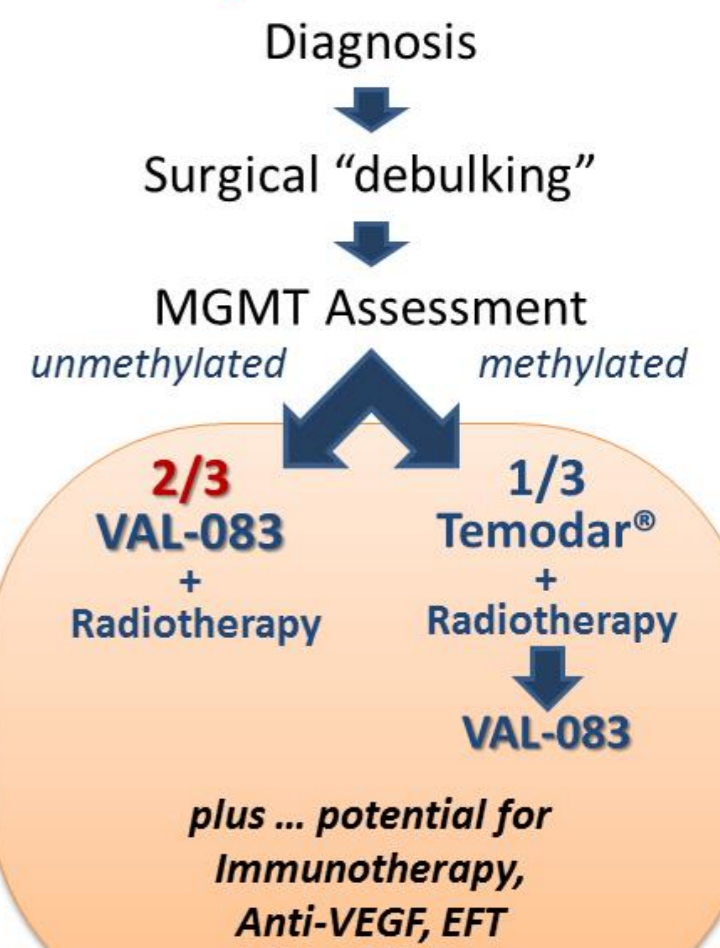 Diagnosis
Surgical “debulking”
MGMT Assessment
unmethylated
methylated
2/3
VAL-083
+
Radiotherapy
1/3
Temodar®
+
Radiotherapy
VAL-083
plus ... potential for
Immunotherapy,
Anti-VEGF, EFT